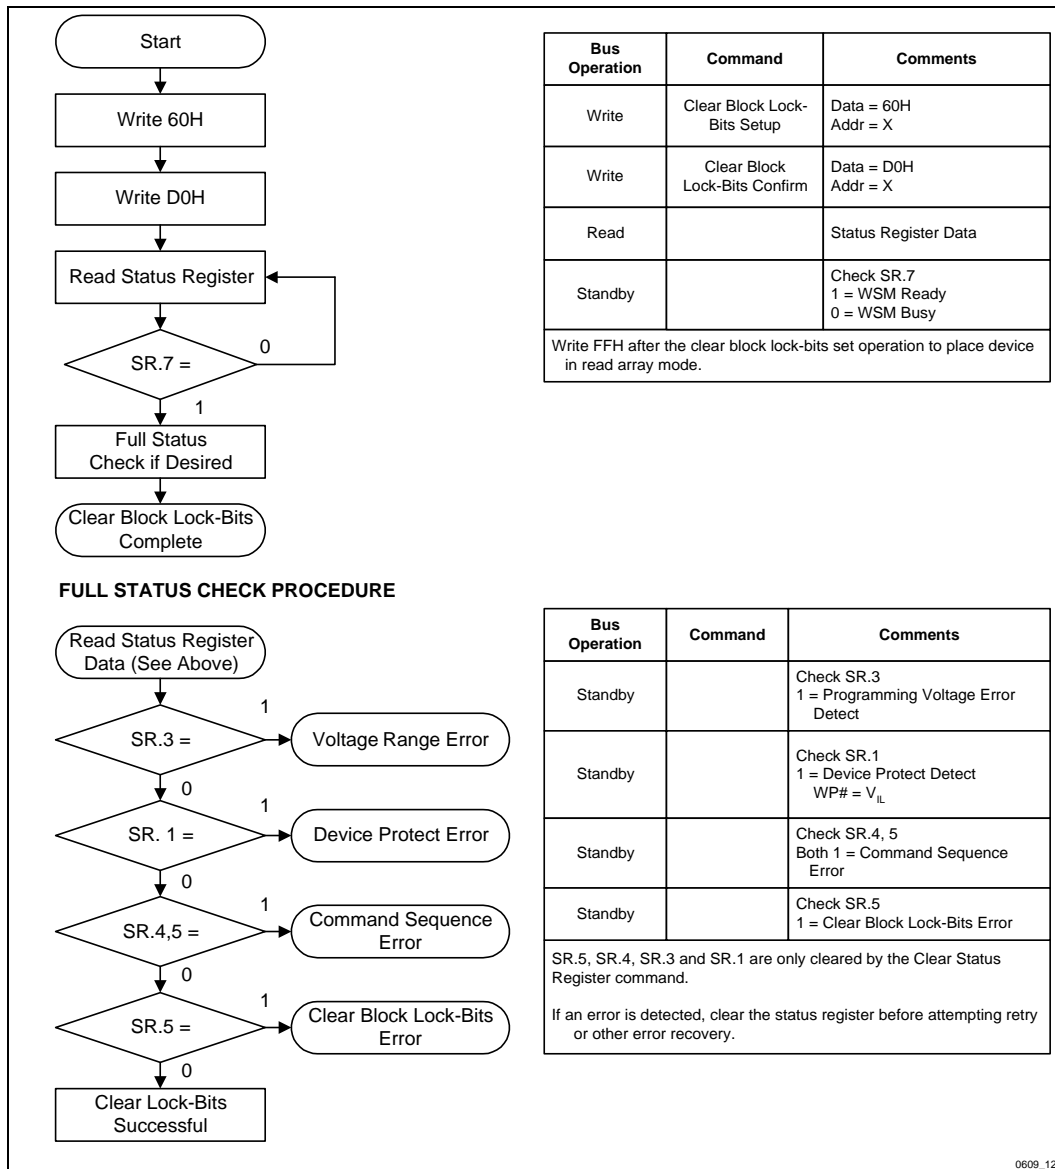 Start
Write 60H
Write D0H
Read Status Register
SR.7 =
0
1
Full Status
Check if Desired
Clear Block Lock-Bits
Complete
Bus
Operation
Command
Comments
Write
Clear Block Lock-
Bits Setup
Data = 60H
Addr = X
Write
Clear Block
Lock-Bits Confirm
Data = D0H
Addr = X
Read
Status Register Data
Standby
Check SR.7
1 = WSM Ready
0 = WSM Busy
Write FFH after the clear block lock-bits set operation to place device
in read array mode.
FULL STATUS CHECK PROCEDURE
Read Status Register
Data (See Above)
SR.3 =
1
Voltage Range Error
0
SR. 1 =
1
Device Protect Error
0
SR.4,5 =
1
Command Sequence
Error
0
SR.5 =
1
Clear Block Lock-Bits
Error
0
Clear Lock-Bits
Successful
Bus
Operation
Command
Comments
Standby
Check SR.3
1 = Programming Voltage Error
Detect
Standby
Check SR.1
1 = Device Protect Detect
WP# = VIL
Standby
Check SR.4, 5
Both 1 = Command Sequence
Error
Standby
Check SR.5
1 = Clear Block Lock-Bits Error
SR.5, SR.4, SR.3 and SR.1 are only cleared by the Clear Status
Register command.
If an error is detected, clear the status register before attempting retry
or other error recovery.
0609_12